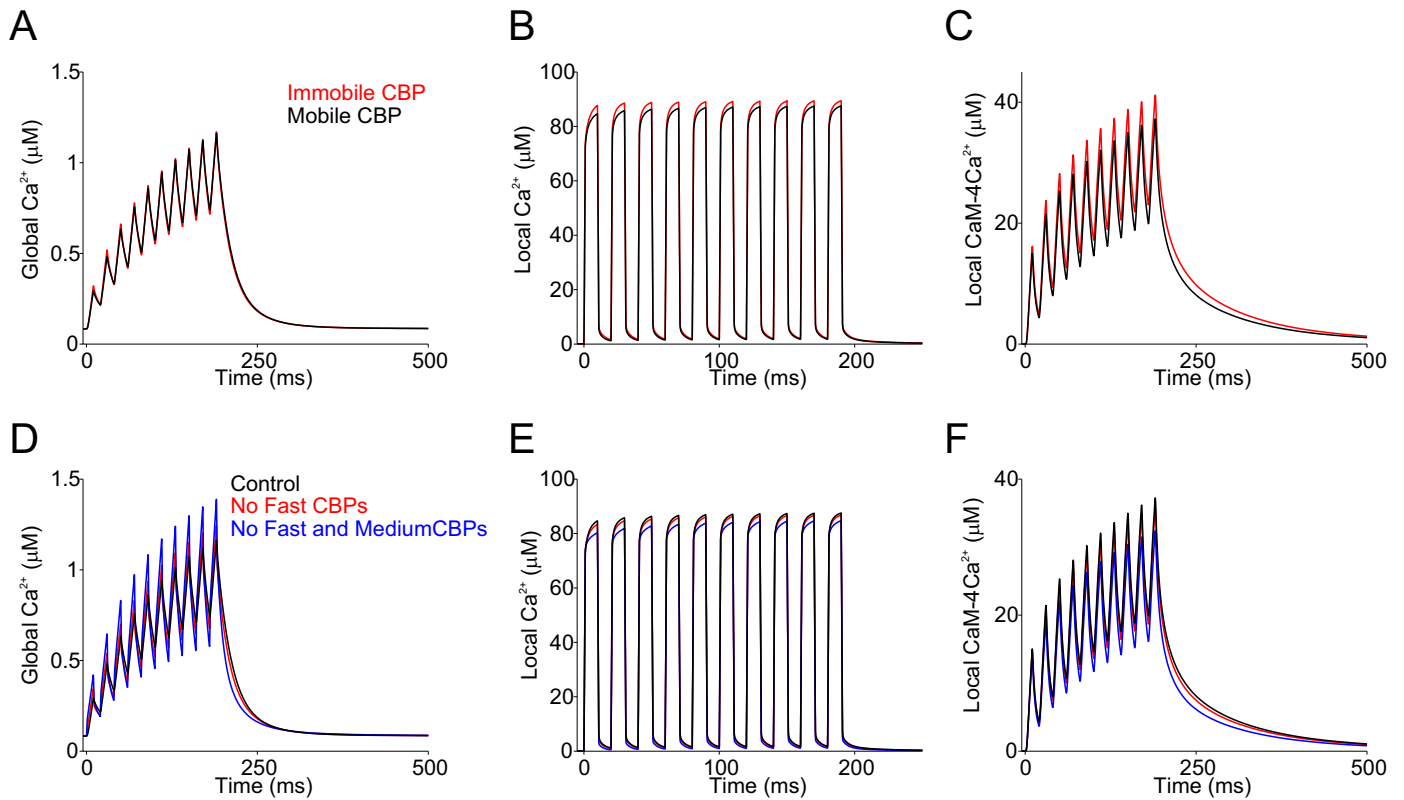 A
B
C
1.5
1
0.5
0
Global Ca²⁺ (μM)
Immobile CBP
Mobile CBP
0
250
500
Time (ms)
100
80
60
40
20
0
Local Ca²⁺ (μM)
0
100
200
Time (ms)
40
20
0
Local CaM-4Ca²⁺ (μM)
0
250
500
Time (ms)
D
E
F
1.5
1
0.5
0
Global Ca²⁺ (μM)
Control
No Fast CBPs
No Fast and MediumCBPs
0
250
500
Time (ms)
100
80
60
40
20
0
Local Ca²⁺ (μM)
0
100
200
Time (ms)
40
20
0
Local CaM-4Ca²⁺ (μM)
0
250
500
Time (ms)